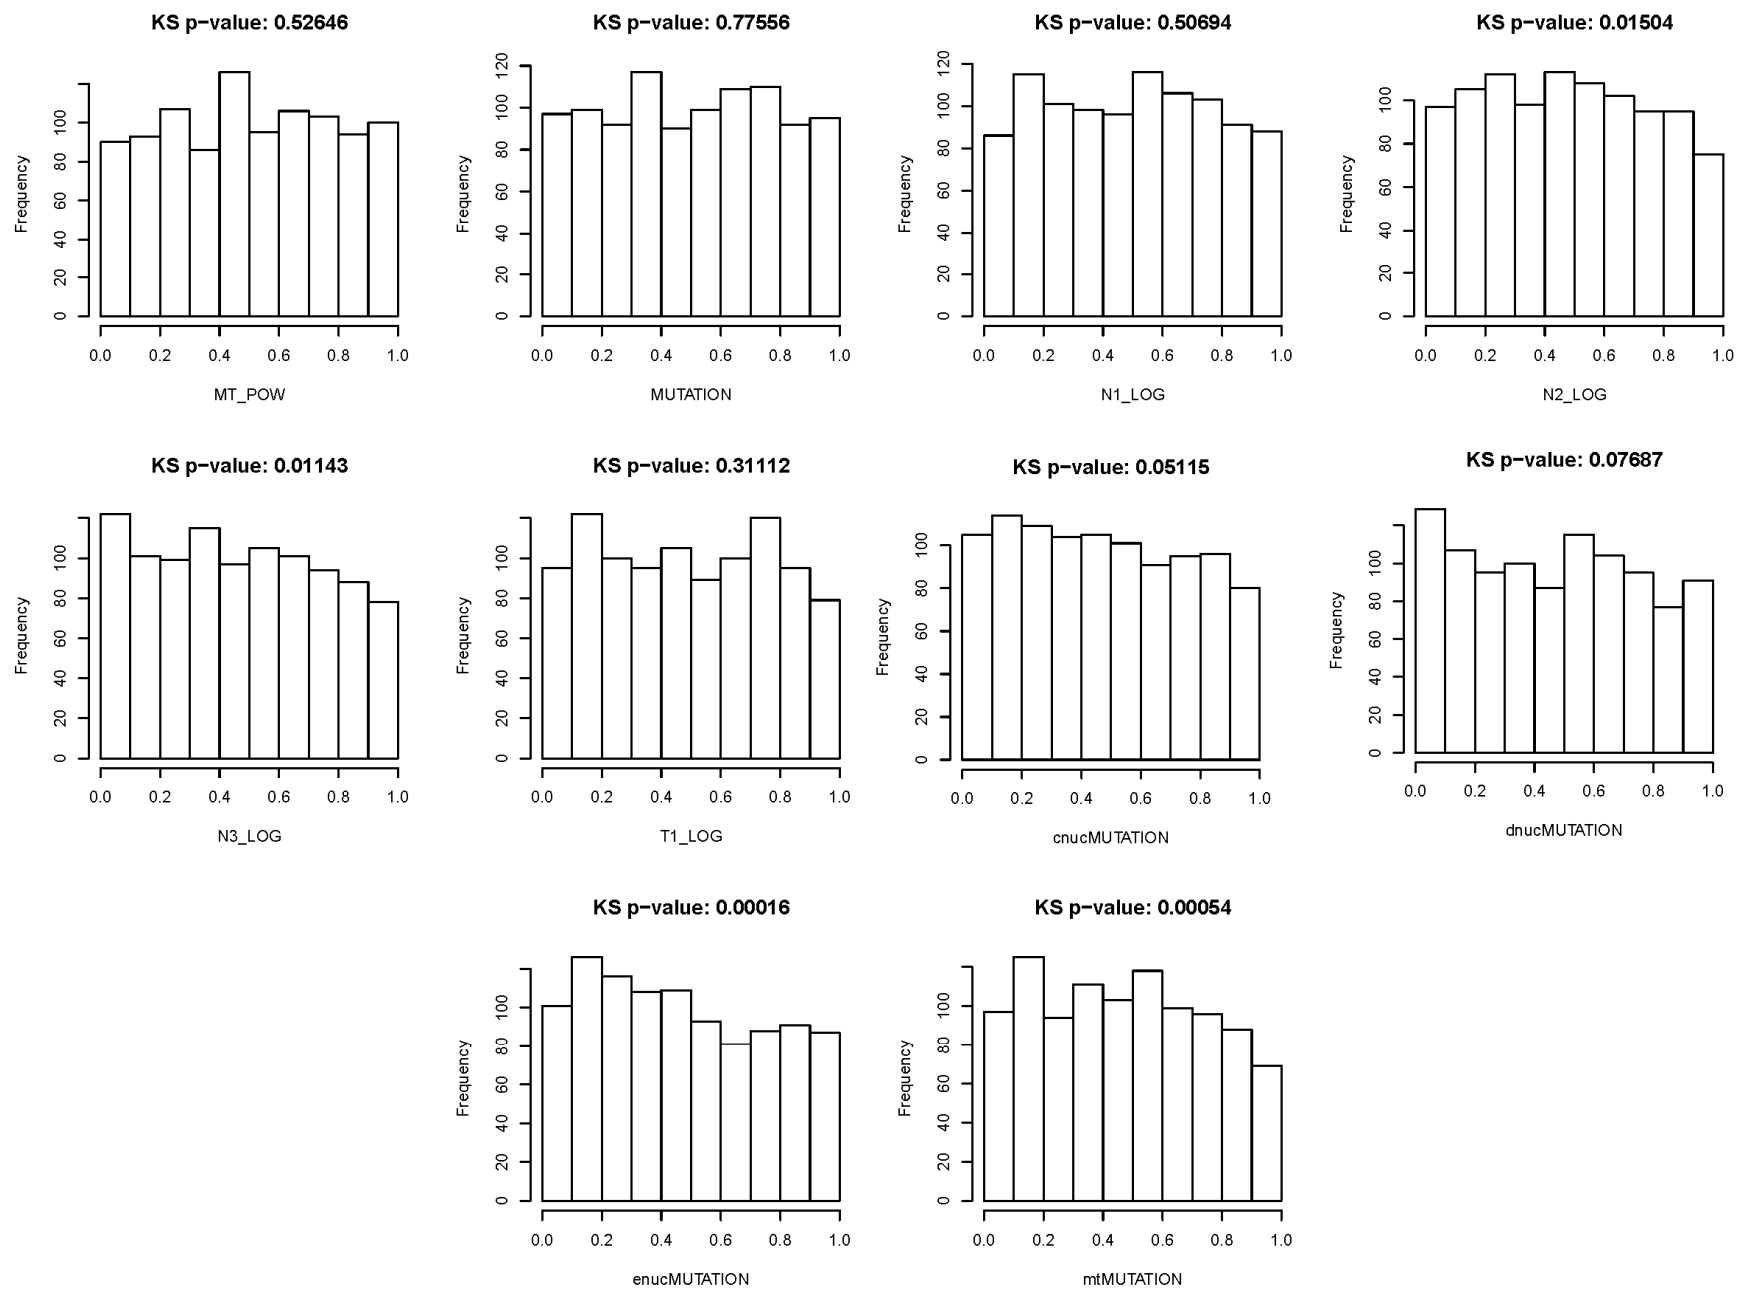 KS p−value: 0.52646
Frequency
0 20 40 60 80 100
0.0 0.2 0.4 0.6 0.8 1.0
MT_POW
KS p−value: 0.77556
Frequency
0 20 40 60 80 100 120
0.0 0.2 0.4 0.6 0.8 1.0
MUTATION
KS p−value: 0.50694
Frequency
0 20 40 60 80 100 120
0.0 0.2 0.4 0.6 0.8 1.0
N1_LOG
KS p−value: 0.01504
Frequency
0 20 40 60 80 100
0.0 0.2 0.4 0.6 0.8 1.0
N2_LOG
KS p−value: 0.01143
Frequency
0 20 40 60 80 100
0.0 0.2 0.4 0.6 0.8 1.0
N3_LOG
KS p−value: 0.31112
Frequency
0 20 40 60 80 100
0.0 0.2 0.4 0.6 0.8 1.0
T1_LOG
KS p−value: 0.05115
Frequency
0 20 40 60 80 100
0.0 0.2 0.4 0.6 0.8 1.0
cnucMUTATION
KS p−value: 0.07687
Frequency
0 20 40 60 80 100
0.0 0.2 0.4 0.6 0.8 1.0
dnucMUTATION
KS p−value: 0.00016
Frequency
0 20 40 60 80 100
0.0 0.2 0.4 0.6 0.8 1.0
enucMUTATION
KS p−value: 0.00054
Frequency
0 20 40 60 80 100
0.0 0.2 0.4 0.6 0.8 1.0
mtMUTATION